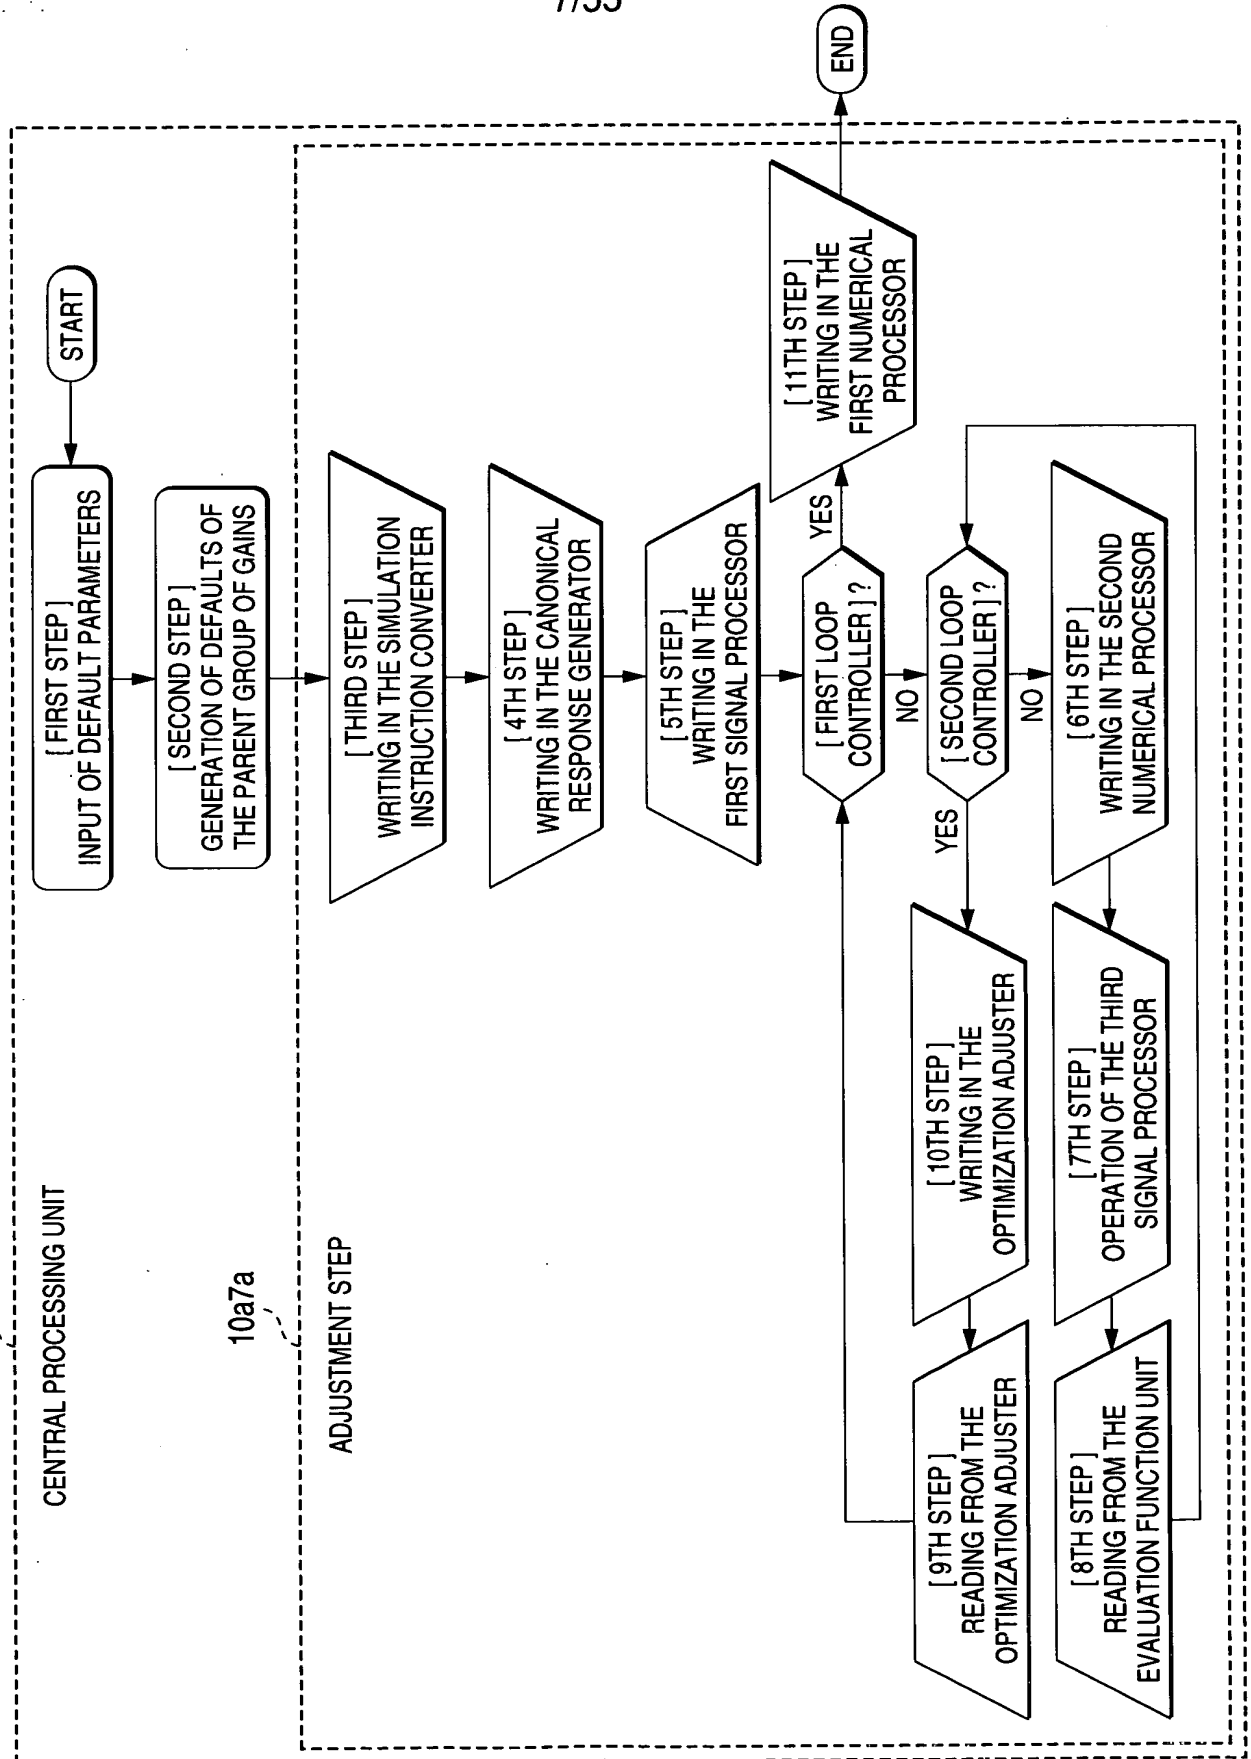 7/55
CENTRAL PROCESSING UNIT
START
[ FIRST STEP ]
INPUT OF DEFAULT PARAMETERS
[ SECOND STEP ]
GENERATION OF DEFAULTS OF
THE PARENT GROUP OF GAINS
10a7a
ADJUSTMENT STEP
[ THIRD STEP ]
WRITING IN THE SIMULATION
INSTRUCTION CONVERTER
[ 4TH STEP ]
WRITING IN THE CANONICAL
RESPONSE GENERATOR
[ 5TH STEP ]
WRITING IN THE
FIRST SIGNAL PROCESSOR
[ FIRST LOOP
CONTROLLER ] ?
YES
[ 11TH STEP ]
WRITING IN THE
FIRST NUMERICAL
PROCESSOR
END
NO
[ SECOND LOOP
CONTROLLER ] ?
YES
[ 10TH STEP ]
WRITING IN THE
OPTIMIZATION ADJUSTER
[ 9TH STEP ]
READING FROM THE
OPTIMIZATION ADJUSTER
NO
[ 6TH STEP ]
WRITING IN THE SECOND
NUMERICAL PROCESSOR
[ 7TH STEP ]
OPERATION OF THE THIRD
SIGNAL PROCESSOR
[ 8TH STEP ]
READING FROM THE
EVALUATION FUNCTION UNIT